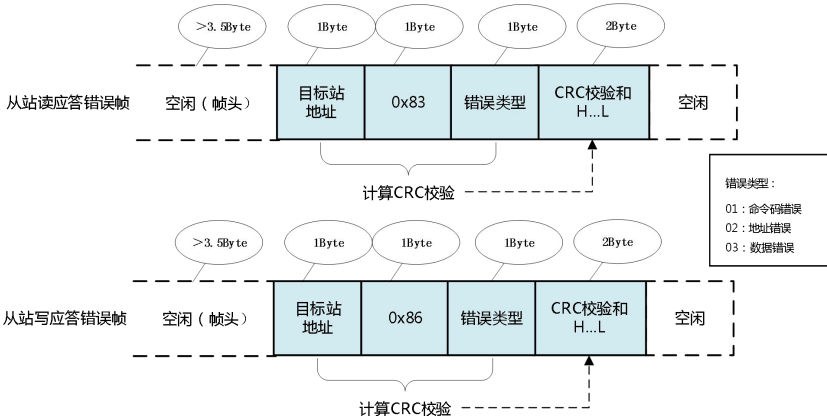 >3.5Byte
1Byte
1Byte
1Byte
2Byte
从站读应答错误帧
空闲（帧头）
目标站
地址
0x83
错误类型
CRC校验和
H...L
空闲
计算CRC校验
错误类型：
01：命令码错误
02：地址错误
03：数据错误
>3.5Byte
1Byte
1Byte
1Byte
2Byte
从站写应答错误帧
空闲（帧头）
目标站
地址
0x86
错误类型
CRC校验和
H...L
空闲
计算CRC校验